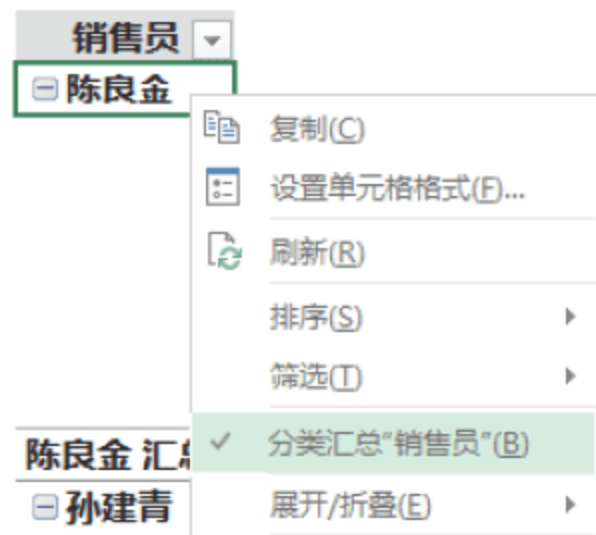 销售员
陈良金
复制(C)
设置单元格格式(F)...
刷新(R)
排序(S)
筛选(T)
分类汇总“销售员”(B)
陈良金 汇总
展开/折叠(E)
孙建青